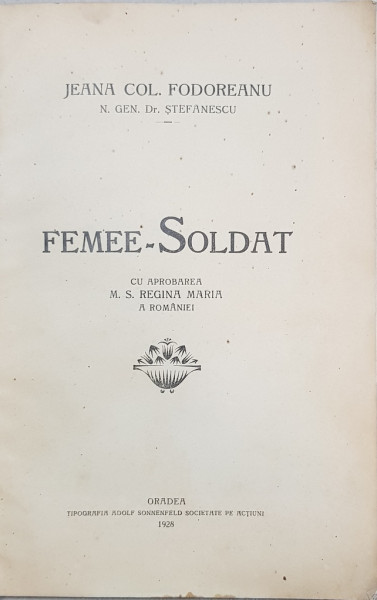 JEANA COL. FODOREANU
N. GEN. Dr. ȘTEFANESCU
FEMEE-SOLDAT
CU APROBAREA
M. S. REGINA MARIA
A ROMÂNIEI
ORADEA
TIPOGRAFIA ADOLF SONNENFELD SOCIETATE PE ACȚIUNI
1928